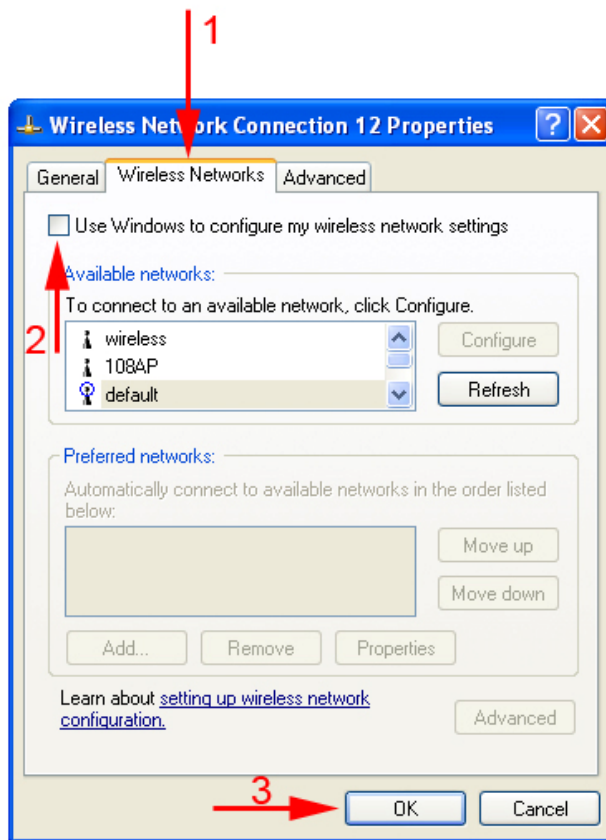 1
Wireless Network Connection 12 Properties
General Wireless Networks Advanced
Use Windows to configure my wireless network settings
2
Available networks:
To connect to an available network, click Configure.
wireless
108AP
default
Configure
Refresh
Preferred networks:
Automatically connect to available networks in the order listed
below:
Move up
Move down
Add... Remove Properties
Learn about setting up wireless network
configuration.
Advanced
3
OK Cancel